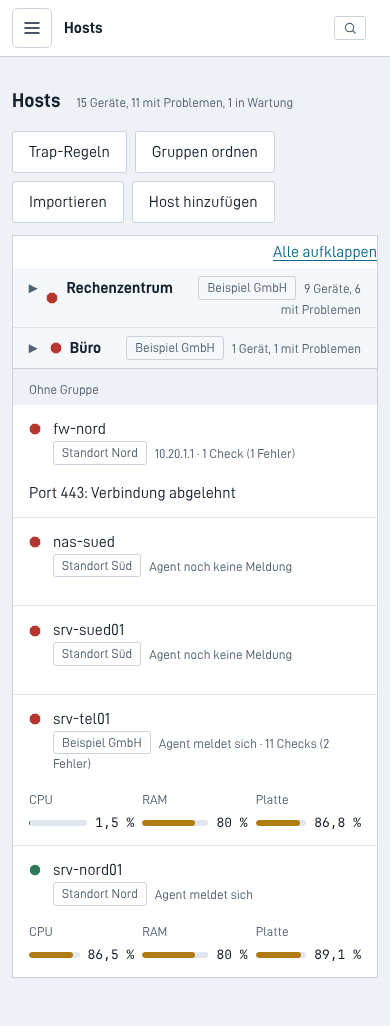 Hosts
Hosts 15 Geräte, 11 mit Problemen, 1 in Wartung
Trap-Regeln Gruppen ordnen
Importieren Host hinzufügen
Alle aufklappen
Rechenzentrum Beispiel GmbH 9 Geräte, 6
mit Problemen
Büro Beispiel GmbH 1 Gerät, 1 mit Problemen
Ohne Gruppe
fw-nord
Standort Nord 10.20.1.1 · 1 Check (1 Fehler)
Port 443: Verbindung abgelehnt
nas-sued
Standort Süd Agent noch keine Meldung
srv-sued01
Standort Süd Agent noch keine Meldung
srv-tel01
Beispiel GmbH Agent meldet sich · 11 Checks (2
Fehler)
CPU RAM Platte
1,5 % 80 % 86,8 %
srv-nord01
Standort Nord Agent meldet sich
CPU RAM Platte
86,5 % 80 % 89,1 %